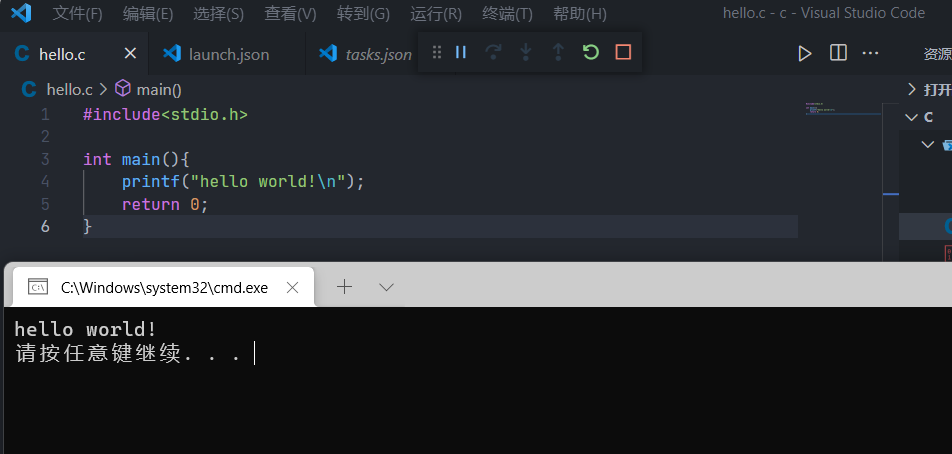 文件(F) 编辑(E) 选择(S) 查看(V) 转到(G) 运行(R) 终端(T) 帮助(H) hello.c - c - Visual Studio Code
hello.c launch.json tasks.json 资源
hello.c > main() 打开
C
1 #include<stdio.h>
2
3 int main(){
4 printf("hello world!\n");
5 return 0;
6 }
C:\Windows\system32\cmd.exe
hello world!
请按任意键继续. . .